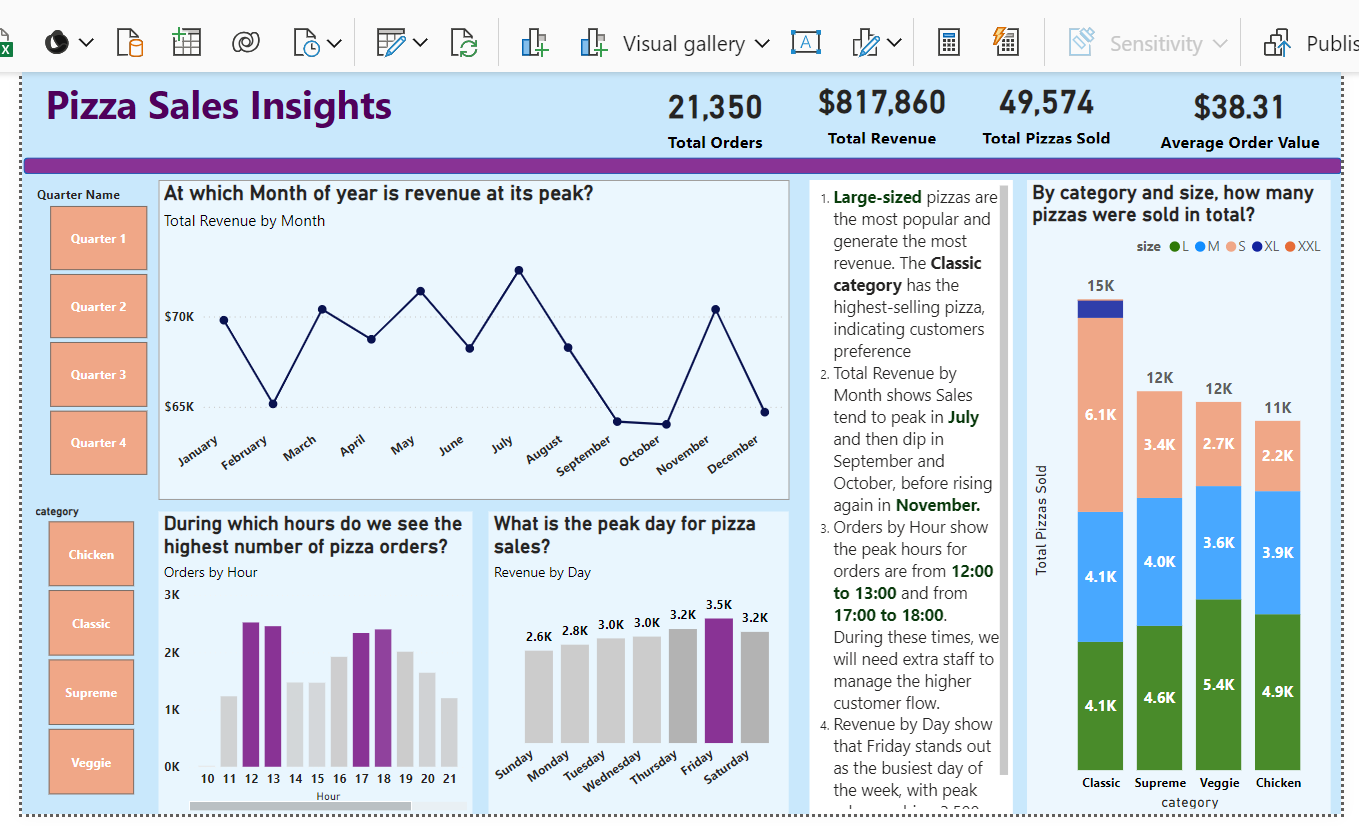 Visual gallery
Sensitivity
Pizza Sales Insights
21,350
Total Orders
$817,860
Total Revenue
49,574
Total Pizzas Sold
$38.31
Average Order Value
Quarter Name
Quarter 1
Quarter 2
Quarter 3
Quarter 4
category
Chicken
Classic
Supreme
Veggie
At which Month of year is revenue at its peak?
Total Revenue by Month
$70K
$65K
January
February
March
April
May
June
July
August
September
October
November
December
During which hours do we see the
highest number of pizza orders?
Orders by Hour
3K
2K
1K
0K
10 11 12 13 14 15 16 17 18 19 20 21
Hour
What is the peak day for pizza
sales?
Revenue by Day
2.6K 2.8K 3.0K 3.0K 3.2K 3.5K 3.2K
Sunday
Monday
Tuesday
Wednesday
Thursday
Friday
Saturday
1. Large-sized pizzas are
the most popular and
generate the most
revenue. The Classic
category has the
highest-selling pizza,
indicating customers
preference
2. Total Revenue by
Month shows Sales
tend to peak in July
and then dip in
September and
October, before rising
again in November.
3. Orders by Hour show
the peak hours for
orders are from 12:00
to 13:00 and from
17:00 to 18:00.
During these times, we
will need extra staff to
manage the higher
customer flow.
4. Revenue by Day show
that Friday stands out
as the busiest day of
the week, with peak
By category and size, how many
pizzas were sold in total?
size L M S XL XXL
Total Pizzas Sold
15K
6.1K
4.1K
4.1K
12K
3.4K
4.0K
4.6K
12K
2.7K
3.6K
5.4K
11K
2.2K
3.9K
4.9K
Classic Supreme Veggie Chicken
category